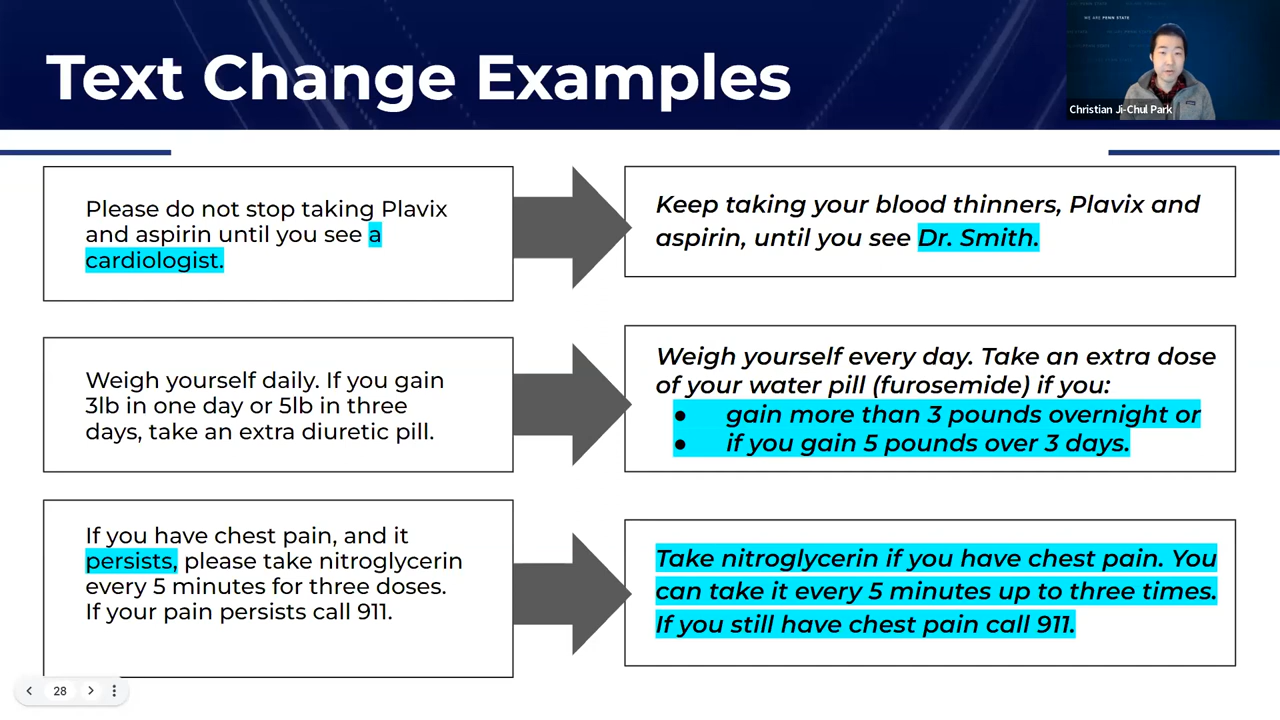 Text Change Examples
WE ARE PENN STATE
Christian Ji-Chul Park
Please do not stop taking Plavix
and aspirin until you see a
cardiologist.
Keep taking your blood thinners, Plavix and
aspirin, until you see Dr. Smith.
Weigh yourself daily. If you gain
3lb in one day or 5lb in three
days, take an extra diuretic pill.
Weigh yourself every day. Take an extra dose
of your water pill (furosemide) if you:
● gain more than 3 pounds overnight or
● if you gain 5 pounds over 3 days.
If you have chest pain, and it
persists, please take nitroglycerin
every 5 minutes for three doses.
If your pain persists call 911.
Take nitroglycerin if you have chest pain. You
can take it every 5 minutes up to three times.
If you still have chest pain call 911.
28